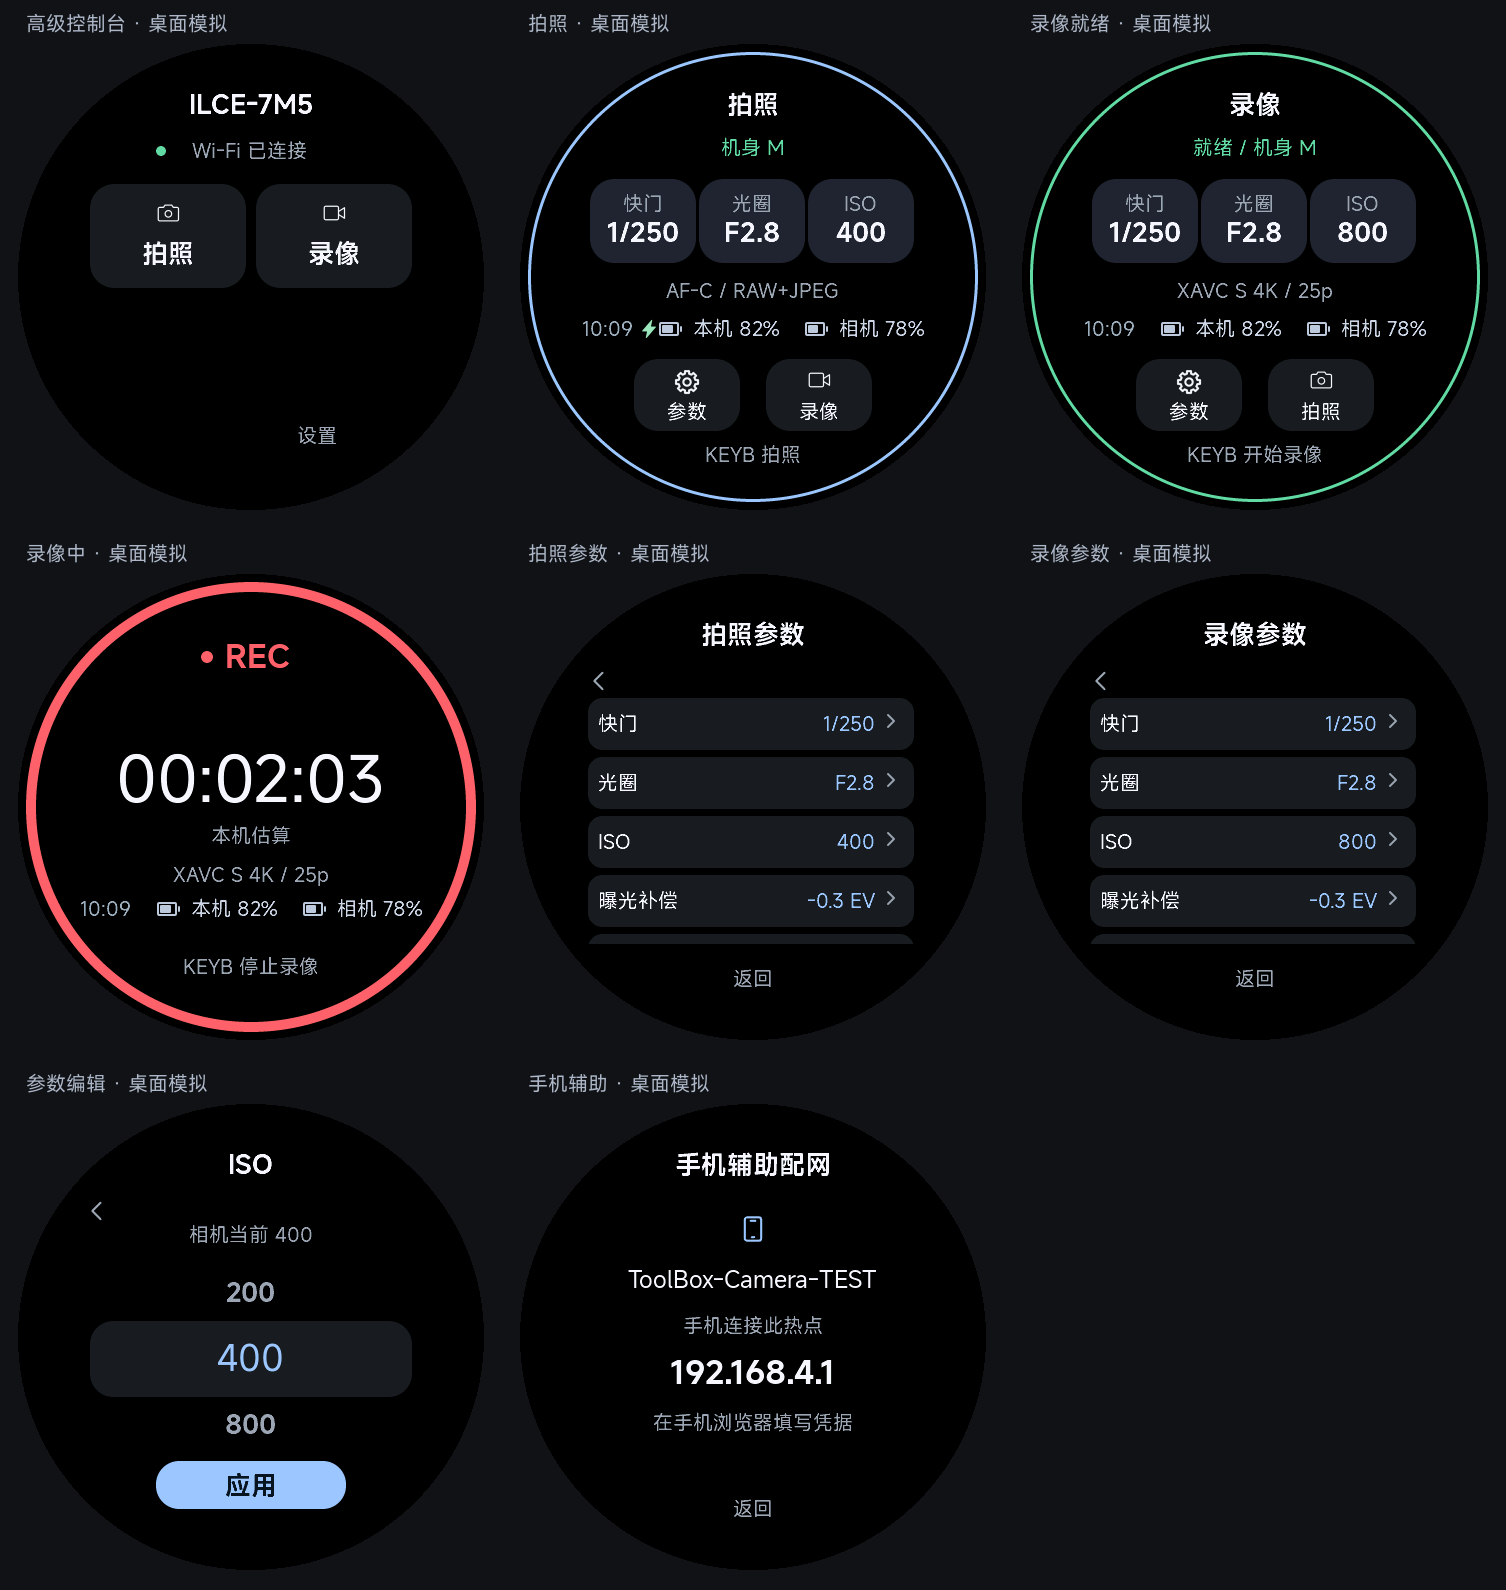 高级控制台 · 桌面模拟
ILCE-7M5
Wi-Fi 已连接
拍照 录像
设置
拍照 · 桌面模拟
拍照
机身 M
快门 光圈 ISO
1/250 F2.8 400
AF-C / RAW+JPEG
10:09 本机 82% 相机 78%
参数 录像
KEYB 拍照
录像就绪 · 桌面模拟
录像
就绪 / 机身 M
快门 光圈 ISO
1/250 F2.8 800
XAVC S 4K / 25p
10:09 本机 82% 相机 78%
参数 拍照
KEYB 开始录像
录像中 · 桌面模拟
REC
00:02:03
本机估算
XAVC S 4K / 25p
10:09 本机 82% 相机 78%
KEYB 停止录像
拍照参数 · 桌面模拟
拍照参数
快门 1/250
光圈 F2.8
ISO 400
曝光补偿 -0.3 EV
返回
录像参数 · 桌面模拟
录像参数
快门 1/250
光圈 F2.8
ISO 800
曝光补偿 -0.3 EV
返回
参数编辑 · 桌面模拟
ISO
相机当前 400
200
400
800
应用
手机辅助 · 桌面模拟
手机辅助配网
ToolBox-Camera-TEST
手机连接此热点
192.168.4.1
在手机浏览器填写凭据
返回